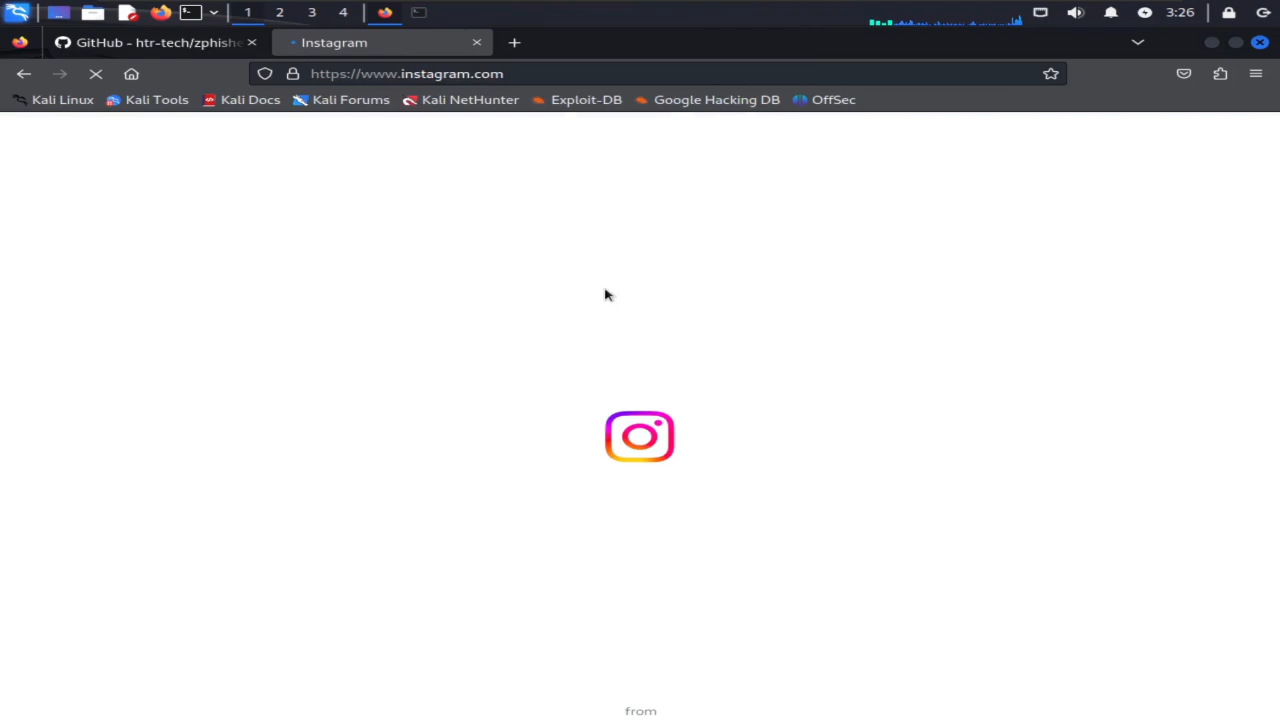 1 2 3 4 3:26
GitHub - htr-tech/zphishe Instagram
https://www.instagram.com
Kali Linux Kali Tools Kali Docs Kali Forums Kali NetHunter Exploit-DB Google Hacking DB OffSec
from